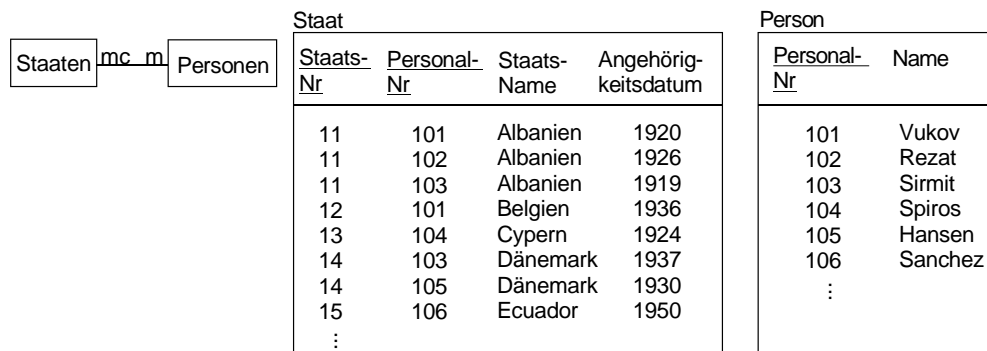 Staaten mc m Personen
Staat
Staats-Nr Personal-Nr Staats-Name Angehörig-keitsdatum
11 101 Albanien 1920
11 102 Albanien 1926
11 103 Albanien 1919
12 101 Belgien 1936
13 104 Cypern 1924
14 103 Dänemark 1937
14 105 Dänemark 1930
15 106 Ecuador 1950
⋮
Person
Personal-Nr Name
101 Vukov
102 Rezat
103 Sirmit
104 Spiros
105 Hansen
106 Sanchez
⋮